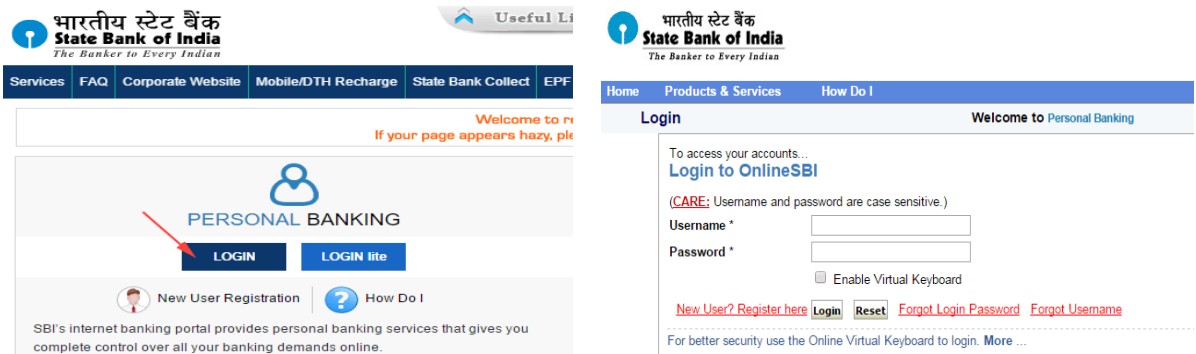 भारतीय स्टेट बैंक
State Bank of India
The Banker to Every Indian
Useful Li
Services FAQ Corporate Website Mobile/DTH Recharge State Bank Collect EPF
Welcome to r
If your page appears hazy, ple
PERSONAL BANKING
LOGIN LOGIN lite
New User Registration ? How Do I
SBI's internet banking portal provides personal banking services that gives you
complete control over all your banking demands online.
भारतीय स्टेट बैंक
State Bank of India
The Banker to Every Indian
Home Products & Services How Do I
Login Welcome to Personal Banking
To access your accounts...
Login to OnlineSBI
(CARE: Username and password are case sensitive.)
Username *
Password *
Enable Virtual Keyboard
New User? Register here Login Reset Forgot Login Password Forgot Username
For better security use the Online Virtual Keyboard to login. More ...